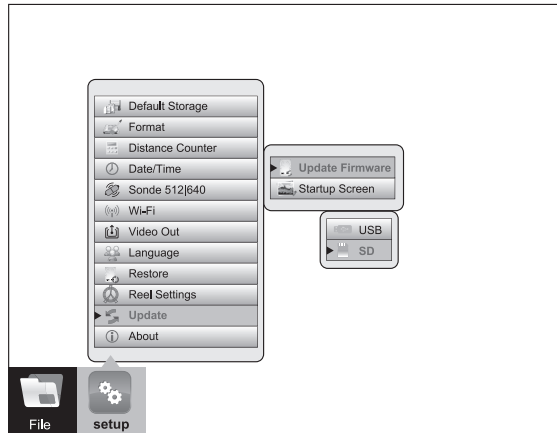 Default Storage
Format
Distance Counter
Date/Time
Sonde 512|640
Wi-Fi
Video Out
Language
Restore
Reel Settings
Update
About
Update Firmware
Startup Screen
USB
SD
File
setup